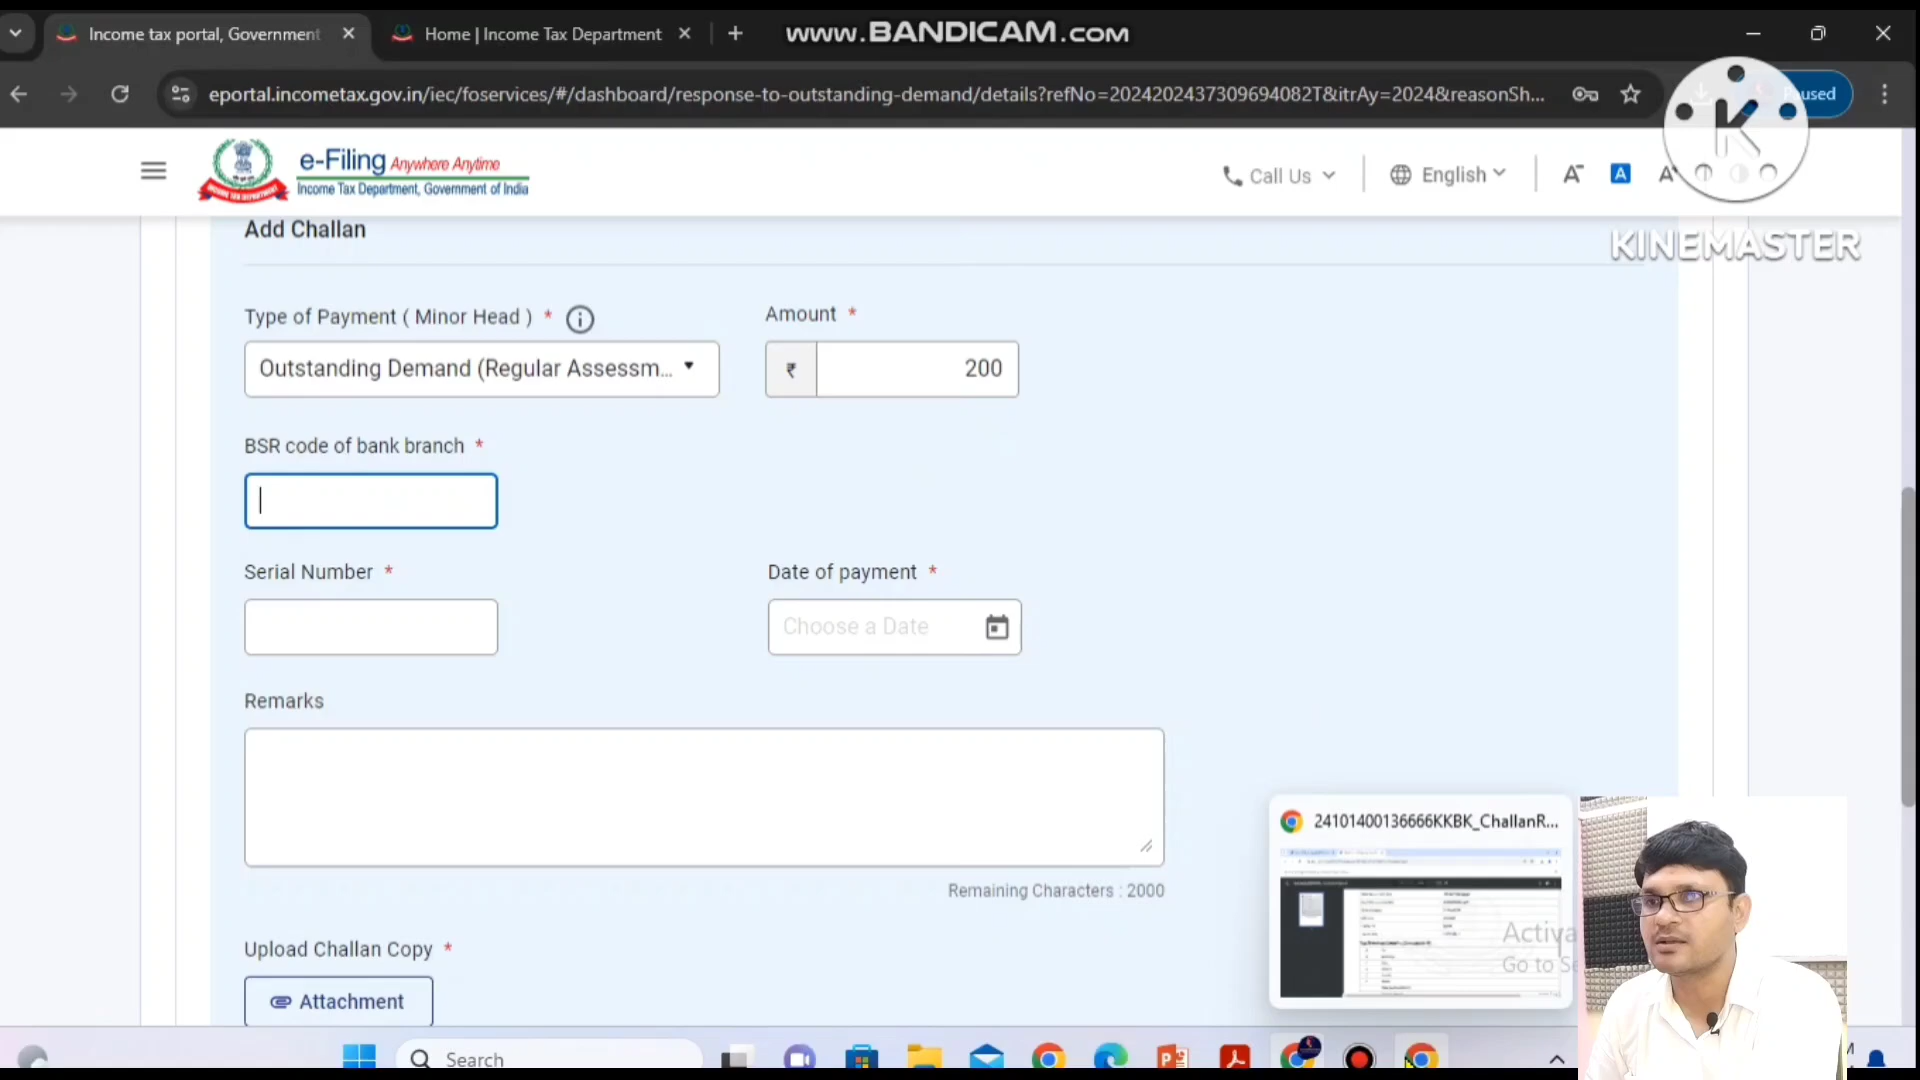 Income tax portal, Government
Home | Income Tax Department
www.BANDICAM.com
eportal.incometax.gov.in/iec/foservices/#/dashboard/response-to-outstanding-demand/details?refNo=2024202437309694082T&itrAy=2024&reasonSh...
e-Filing Anywhere Anytime
Income Tax Department, Government of India
Call Us
English
A
A
A
KINEMASTER
Add Challan
Type of Payment ( Minor Head ) *
Amount *
Outstanding Demand (Regular Assessm...
₹ 200
BSR code of bank branch *
Serial Number *
Date of payment *
Choose a Date
Remarks
Remaining Characters : 2000
24101400136666KKBK_ChallanR...
Upload Challan Copy *
Attachment
Search